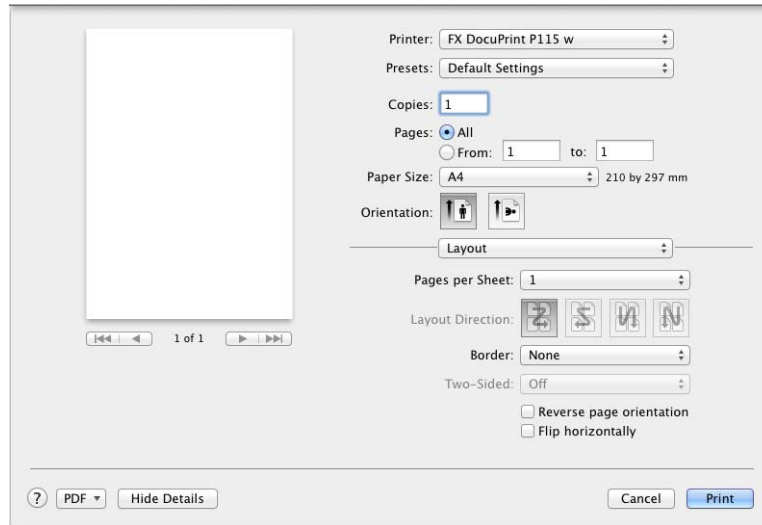 Printer: FX DocuPrint P115 w
Presets: Default Settings
Copies: 1
Pages: All
From: 1 to: 1
Paper Size: A4 210 by 297 mm
Orientation:
Layout
Pages per Sheet: 1
Layout Direction:
Border: None
Two-Sided: Off
Reverse page orientation
Flip horizontally
1 of 1
? PDF Hide Details Cancel Print